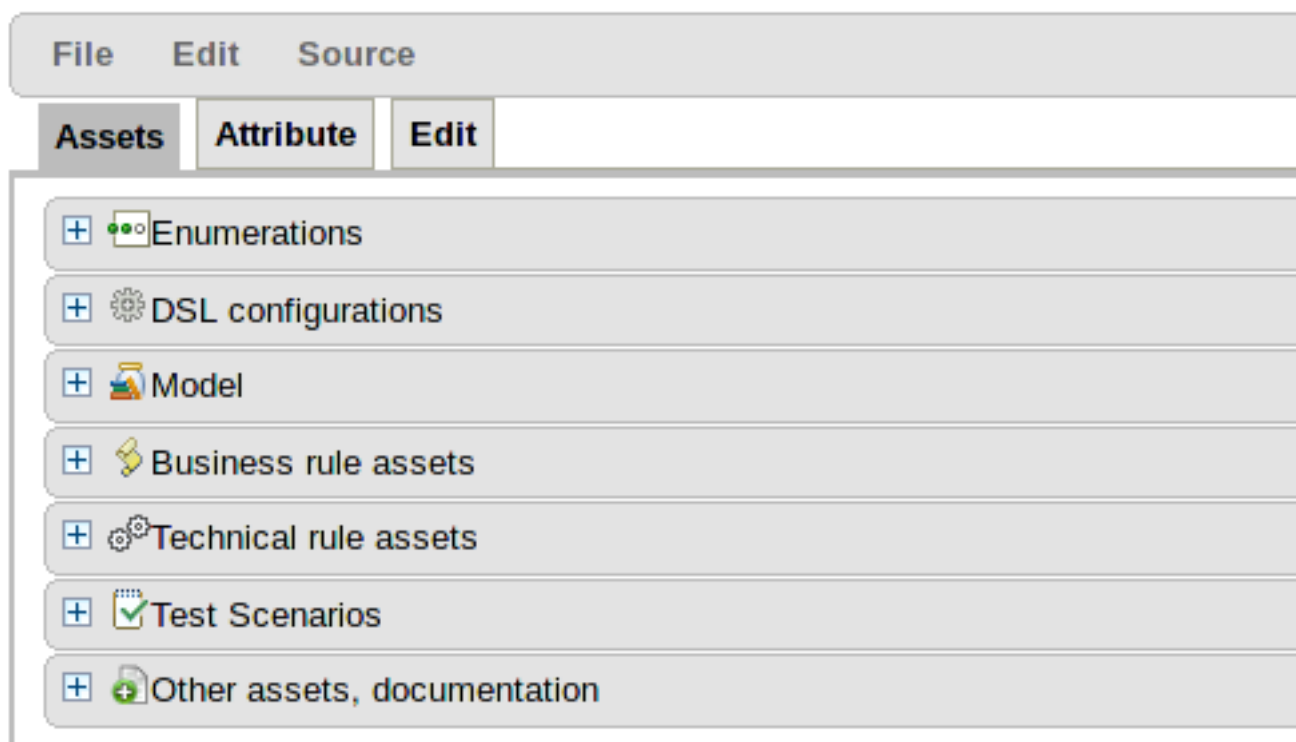 File Edit Source
Assets Attribute Edit
Enumerations
DSL configurations
Model
Business rule assets
Technical rule assets
Test Scenarios
Other assets, documentation